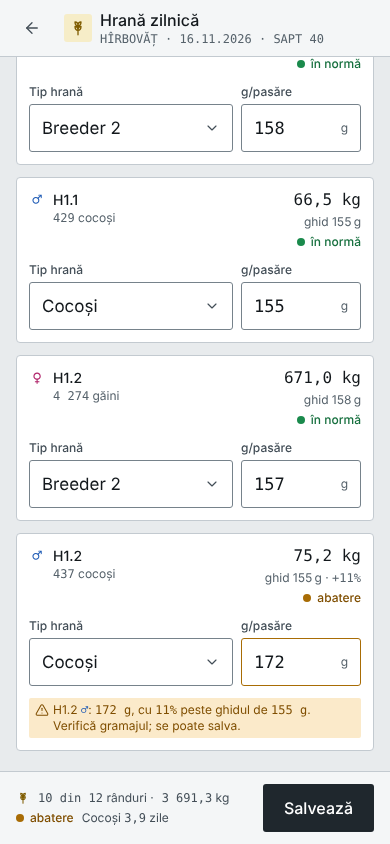 Hrană zilnică
HÎRBOVĂȚ · 16.11.2026 · SAPT 40
în normă
Tip hrană g/pasăre
Breeder 2 158 g
♂ H1.1 66,5 kg
429 cocoși ghid 155 g
în normă
Tip hrană g/pasăre
Cocoși 155 g
♀ H1.2 671,0 kg
4 274 găini ghid 158 g
în normă
Tip hrană g/pasăre
Breeder 2 157 g
♂ H1.2 75,2 kg
437 cocoși ghid 155 g · +11%
abatere
Tip hrană g/pasăre
Cocoși 172 g
H1.2 ♂: 172 g, cu 11% peste ghidul de 155 g.
Verifică gramajul; se poate salva.
10 din 12 rânduri · 3 691,3 kg
abatere Cocoși 3,9 zile
Salvează